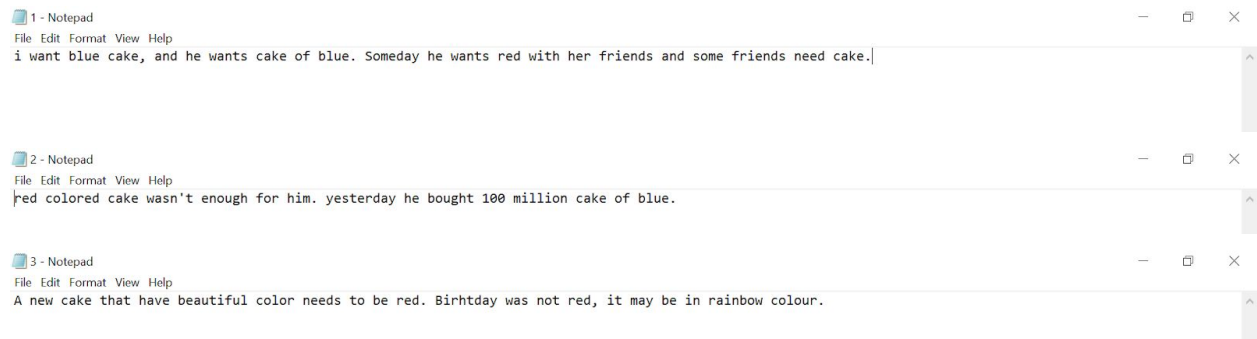 1 - Notepad
File Edit Format View Help
i want blue cake, and he wants cake of blue. Someday he wants red with her friends and some friends need cake.
2 - Notepad
File Edit Format View Help
red colored cake wasn't enough for him. yesterday he bought 100 million cake of blue.
3 - Notepad
File Edit Format View Help
A new cake that have beautiful color needs to be red. Birhtday was not red, it may be in rainbow colour.